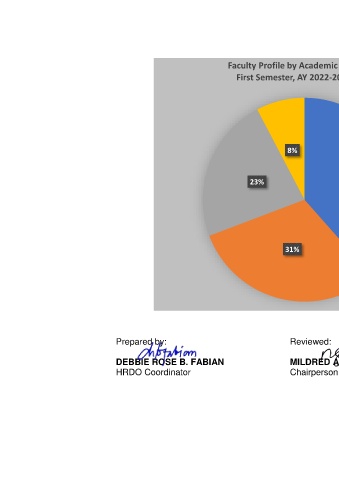 Faculty Profile by Academic
First Semester, AY 2022-20
8%
23%
31%
Prepared by: Reviewed:
DEBBIE ROSE B. FABIAN MILDRED A
HRDO Coordinator Chairperson